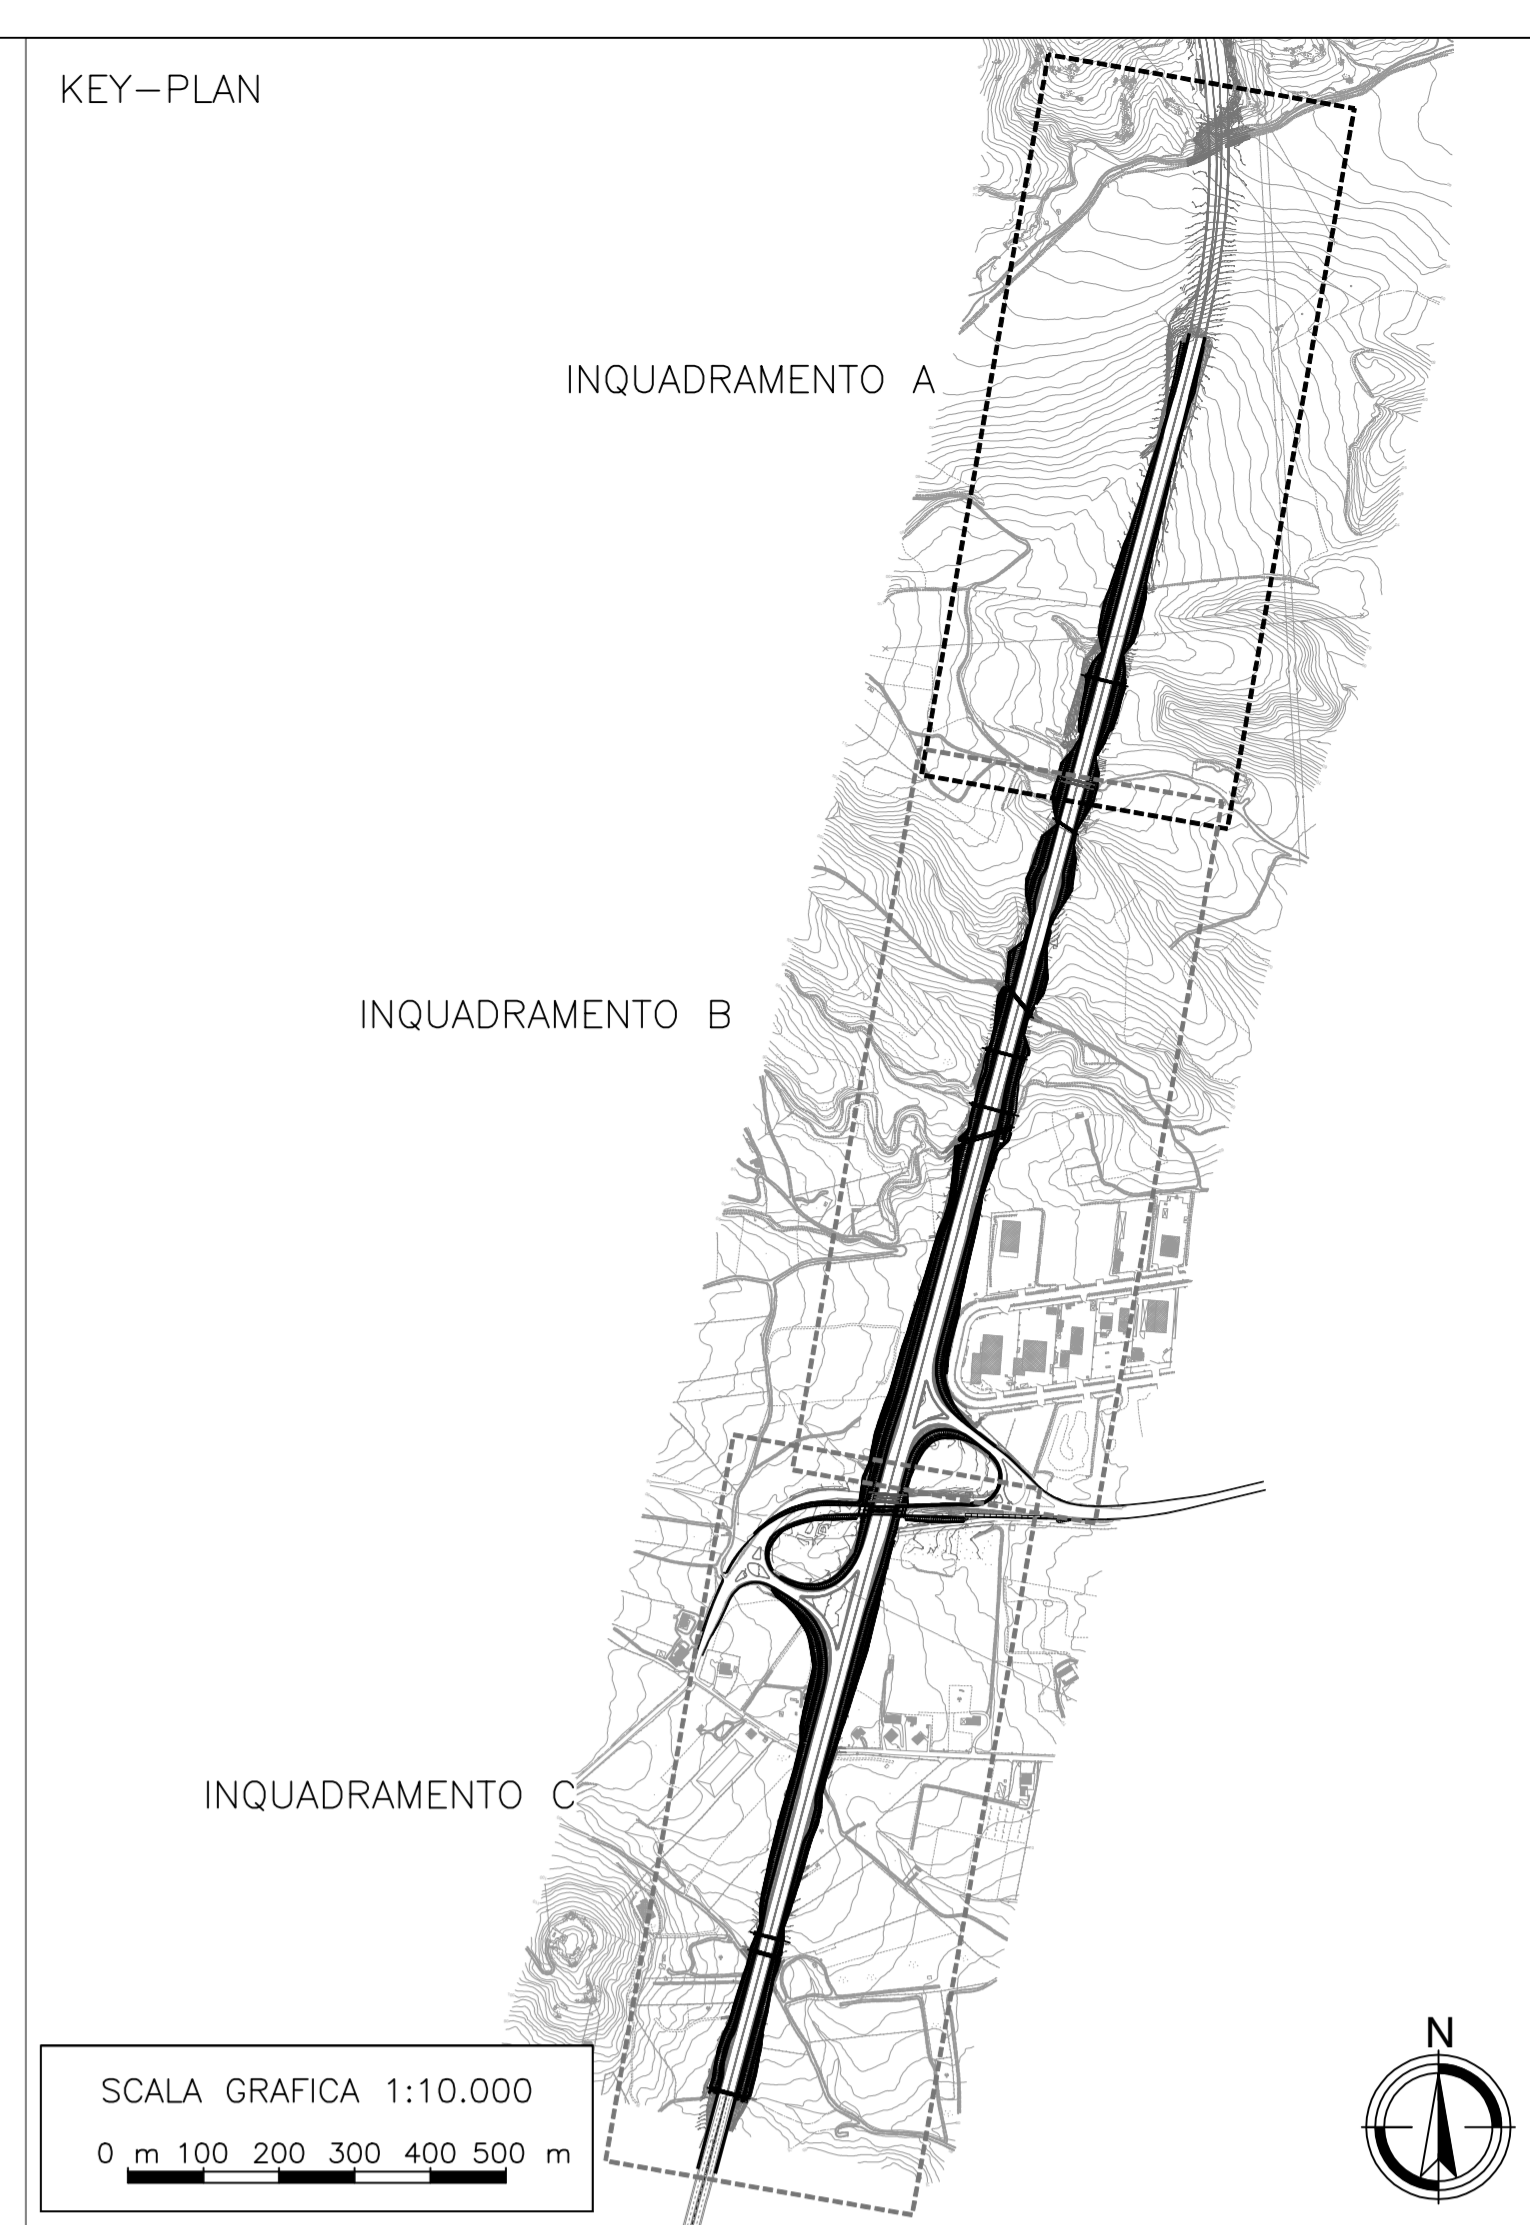 KEY-PLAN
INQUADRAMENTO A
INQUADRAMENTO B
INQUADRAMENTO C
N
SCALA GRAFICA 1:10.000
0 m 100 200 300 400 500 m